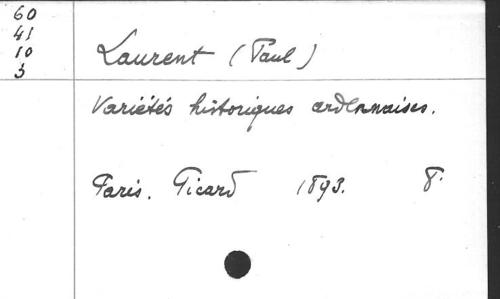 60
41
10
3
Laurent (Paul)
Variétés historiques ardennaises.
Paris. Picard 1893. 8°